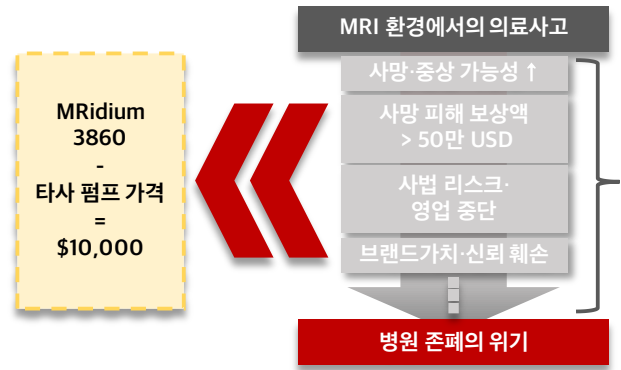 MRidium
3860
-
타사 펌프 가격
=
$10,000
MRI 환경에서의 의료사고
사망·중상 가능성 ↑
사망 피해 보상액
> 50만 USD
사법 리스크·
영업 중단
브랜드가치·신뢰 훼손
병원 존폐의 위기